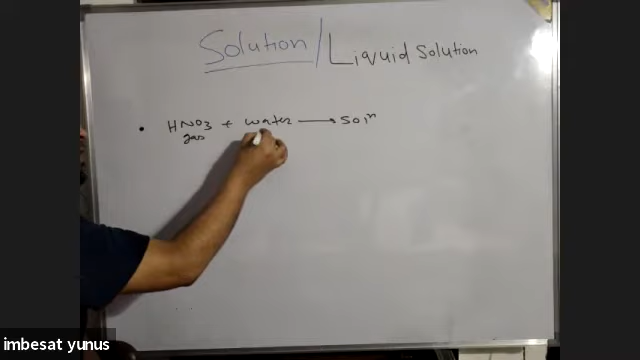 Solution/Liquid Solution
• HNO3 + water → Solⁿ
gas
imbesat yunus